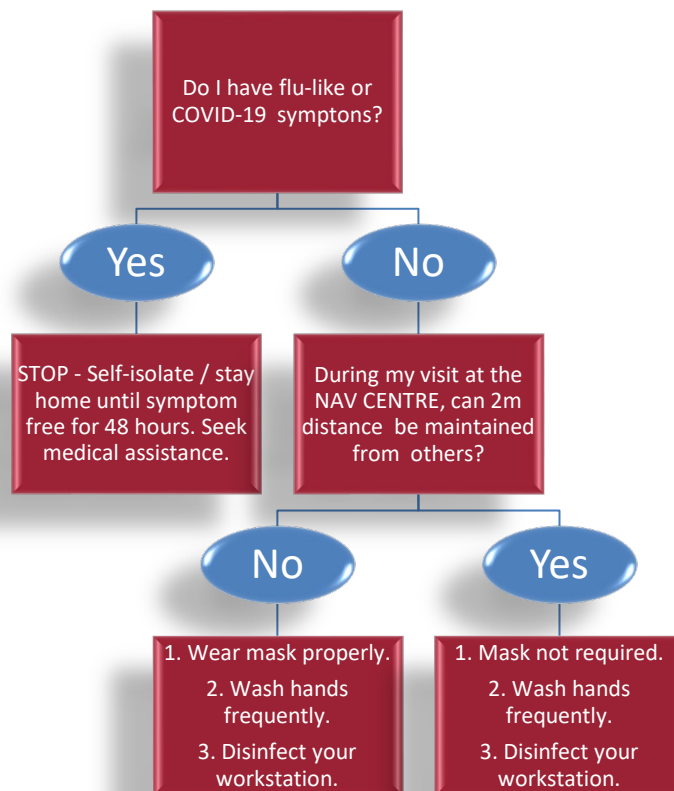 Do I have flu-like or
COVID-19 symptons?
Yes
No
STOP - Self-isolate / stay
home until symptom
free for 48 hours. Seek
medical assistance.
During my visit at the
NAV CENTRE, can 2m
distance be maintained
from others?
No
Yes
1. Wear mask properly.
2. Wash hands
frequently.
3. Disinfect your
workstation.
1. Mask not required.
2. Wash hands
frequently.
3. Disinfect your
workstation.